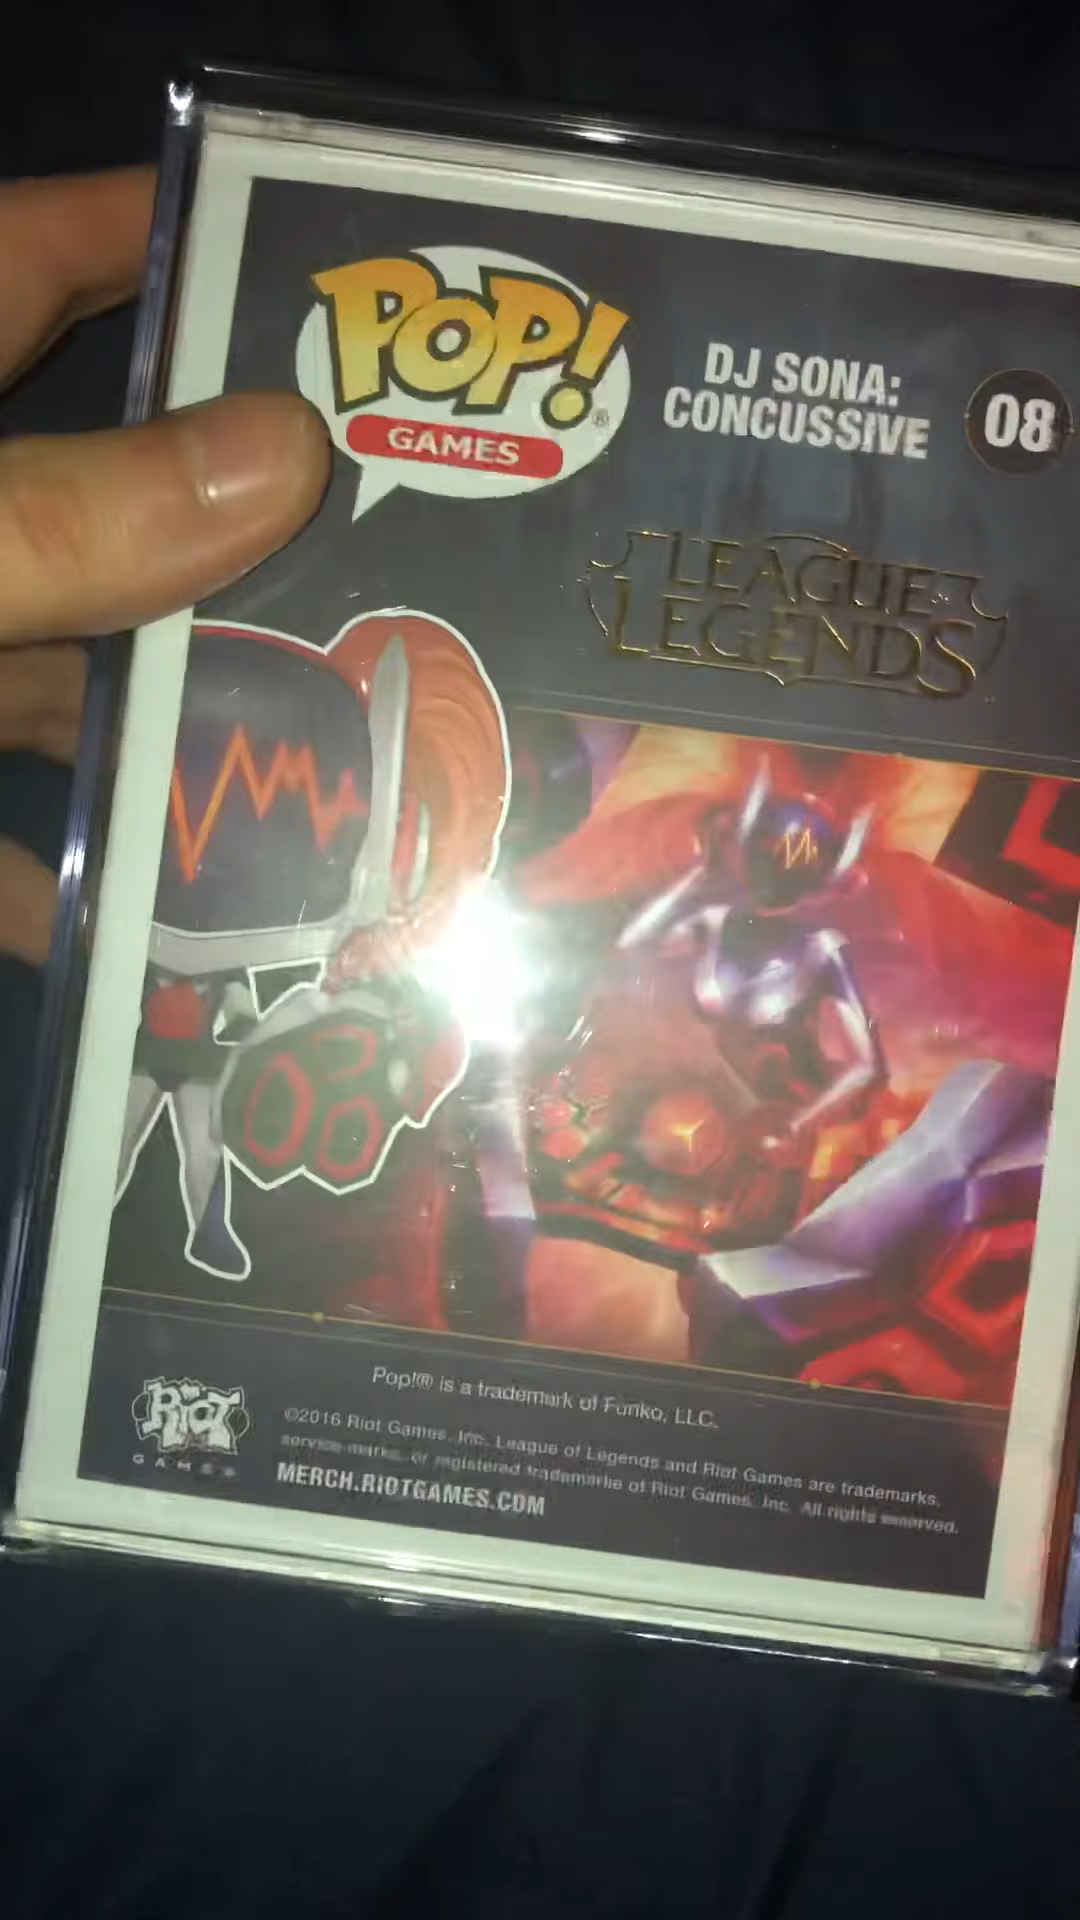 POP!®
GAMES
DJ SONA:
CONCUSSIVE
08
LEAGUE OF
LEGENDS
RIOT
GAMES
Pop!® is a trademark of Funko, LLC.
©2016 Riot Games, Inc. League of Legends and Riot Games are trademarks,
service marks, or registered trademarks of Riot Games, Inc. All rights reserved.
MERCH.RIOTGAMES.COM